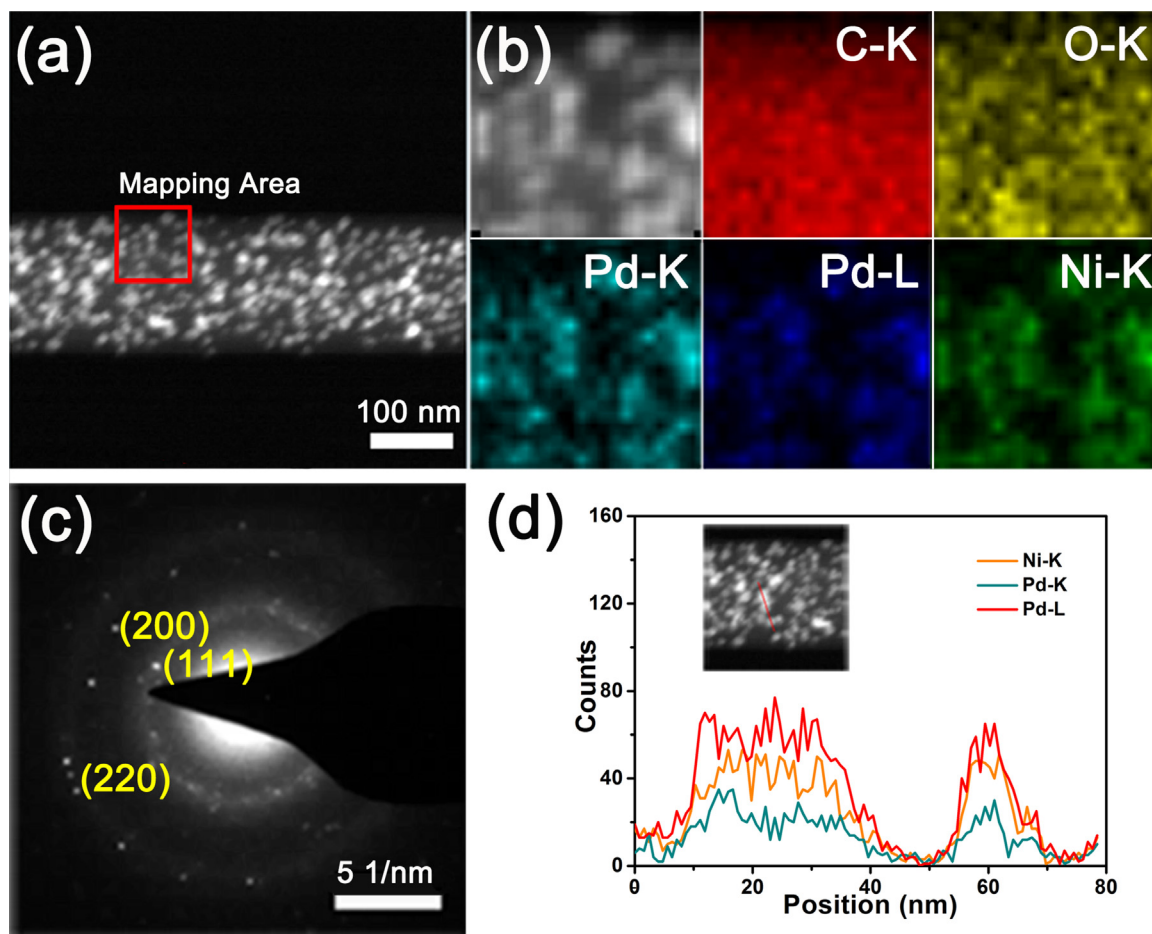 (a)
Mapping Area
100 nm
(b)
C-K
O-K
Pd-K
Pd-L
Ni-K
(c)
(200)
(111)
(220)
5 1/nm
(d)
160
120
80
40
0
Counts
Ni-K
Pd-K
Pd-L
0
20
40
60
80
Position (nm)